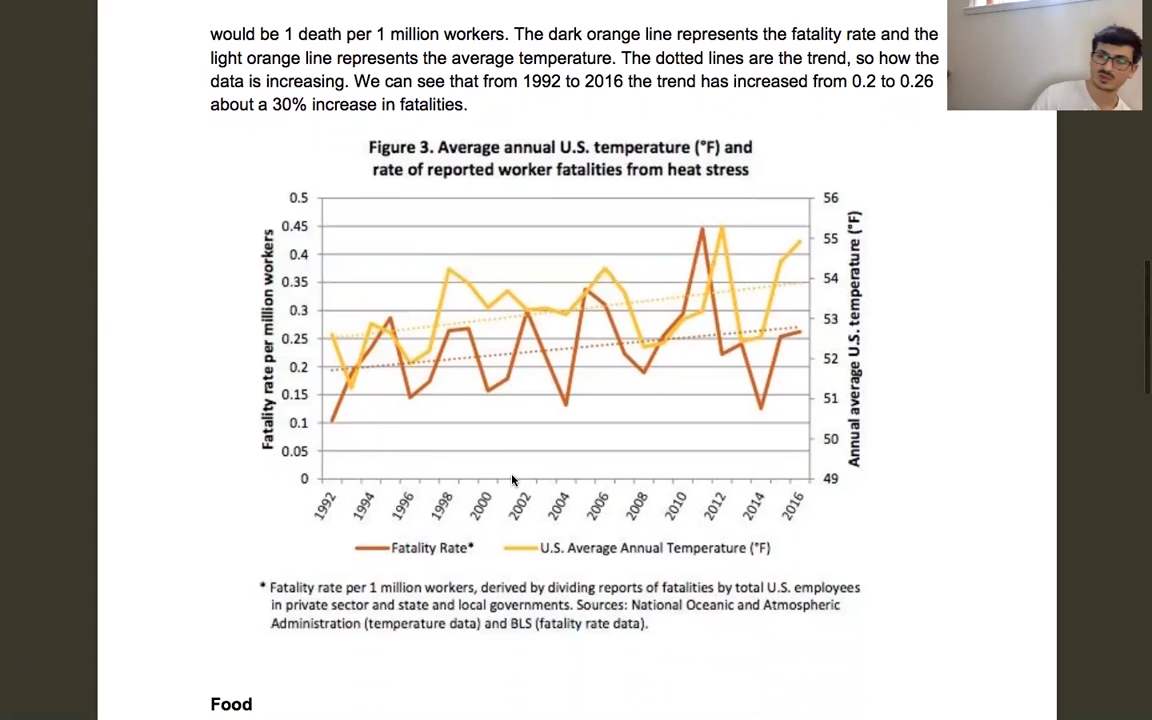 would be 1 death per 1 million workers. The dark orange line represents the fatality rate and the
light orange line represents the average temperature. The dotted lines are the trend, so how the
data is increasing. We can see that from 1992 to 2016 the trend has increased from 0.2 to 0.26
about a 30% increase in fatalities.
Figure 3. Average annual U.S. temperature (°F) and
rate of reported worker fatalities from heat stress
Fatality rate per million workers
0.5
0.45
0.4
0.35
0.3
0.25
0.2
0.15
0.1
0.05
0
56
55
54
53
52
51
50
49
Annual average U.S. temperature (°F)
1992
1994
1996
1998
2000
2002
2004
2006
2008
2010
2012
2014
2016
Fatality Rate*
U.S. Average Annual Temperature (°F)
* Fatality rate per 1 million workers, derived by dividing reports of fatalities by total U.S. employees
in private sector and state and local governments. Sources: National Oceanic and Atmospheric
Administration (temperature data) and BLS (fatality rate data).
Food